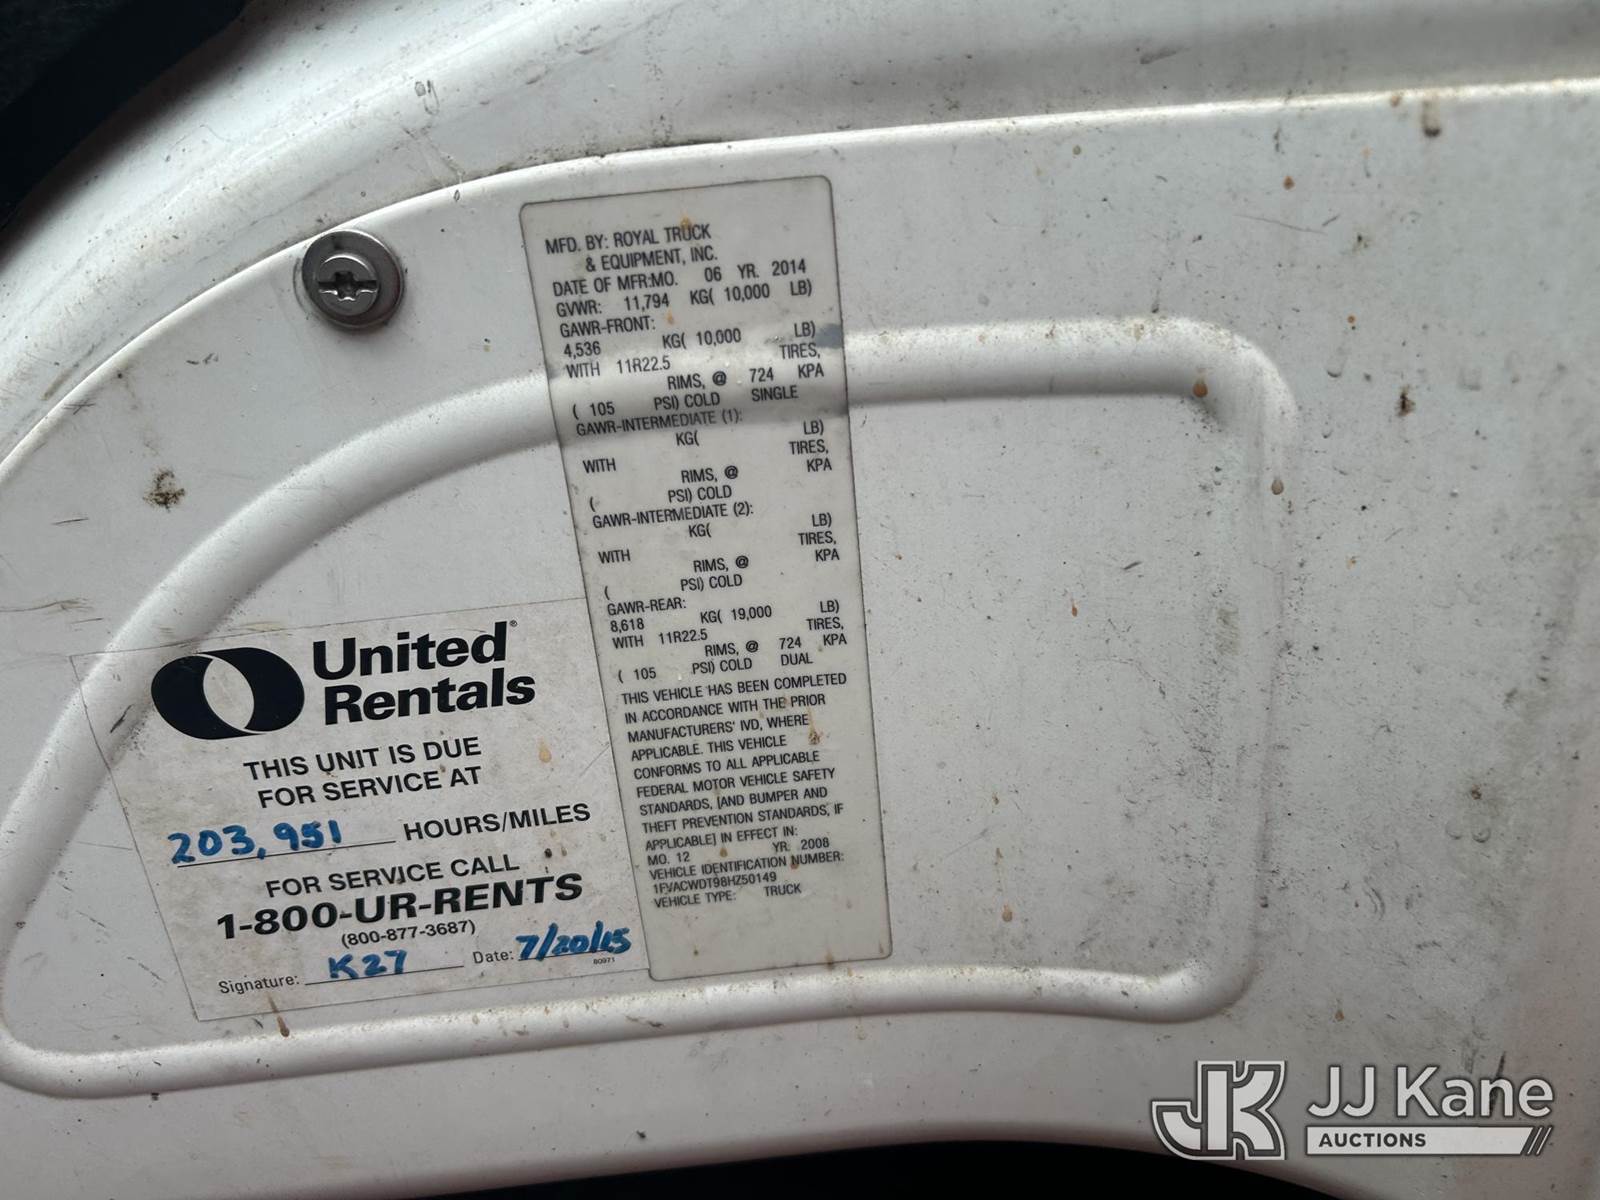 MFD. BY: ROYAL TRUCK
& EQUIPMENT, INC.
DATE OF MFR:MO. 06 YR. 2014
GVWR: 11,794 KG( 10,000 LB)
GAWR-FRONT:
4,536 KG( 10,000 LB)
WITH 11R22.5 TIRES,
RIMS, @ 724 KPA
( 105 PSI) COLD SINGLE
GAWR-INTERMEDIATE (1):
KG( LB)
WITH TIRES,
RIMS, @ KPA
( PSI) COLD
GAWR-INTERMEDIATE (2):
KG( LB)
WITH TIRES,
RIMS, @ KPA
( PSI) COLD
GAWR-REAR:
8,618 KG( 19,000 LB)
WITH 11R22.5 TIRES,
RIMS, @ 724 KPA
( 105 PSI) COLD DUAL
THIS VEHICLE HAS BEEN COMPLETED
IN ACCORDANCE WITH THE PRIOR
MANUFACTURERS' IVD, WHERE
APPLICABLE. THIS VEHICLE
CONFORMS TO ALL APPLICABLE
FEDERAL MOTOR VEHICLE SAFETY
STANDARDS, [AND BUMPER AND
THEFT PREVENTION STANDARDS, IF
APPLICABLE] IN EFFECT IN:
MO. 12 YR. 2008
VEHICLE IDENTIFICATION NUMBER:
1FVACWDT98HZ50149
VEHICLE TYPE: TRUCK
United
Rentals®
THIS UNIT IS DUE
FOR SERVICE AT
203,951 HOURS/MILES
FOR SERVICE CALL
1-800-UR-RENTS
(800-877-3687)
Signature: K27 Date: 7/20/15
80971
JK JJ Kane
AUCTIONS